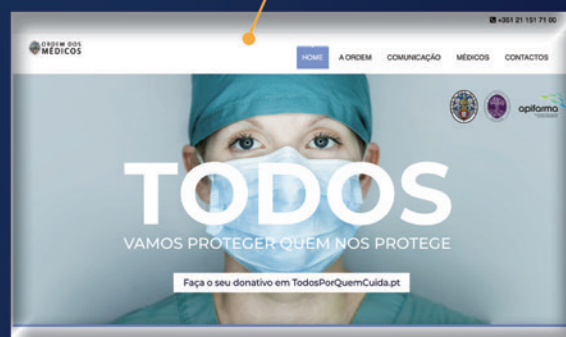 +351 21 151 71 00
ORDEM DOS
MÉDICOS
HOME A ORDEM COMUNICAÇÃO MÉDICOS CONTACTOS
apifarma
TODOS
VAMOS PROTEGER QUEM NOS PROTEGE
Faça o seu donativo em TodosPorQuemCuida.pt